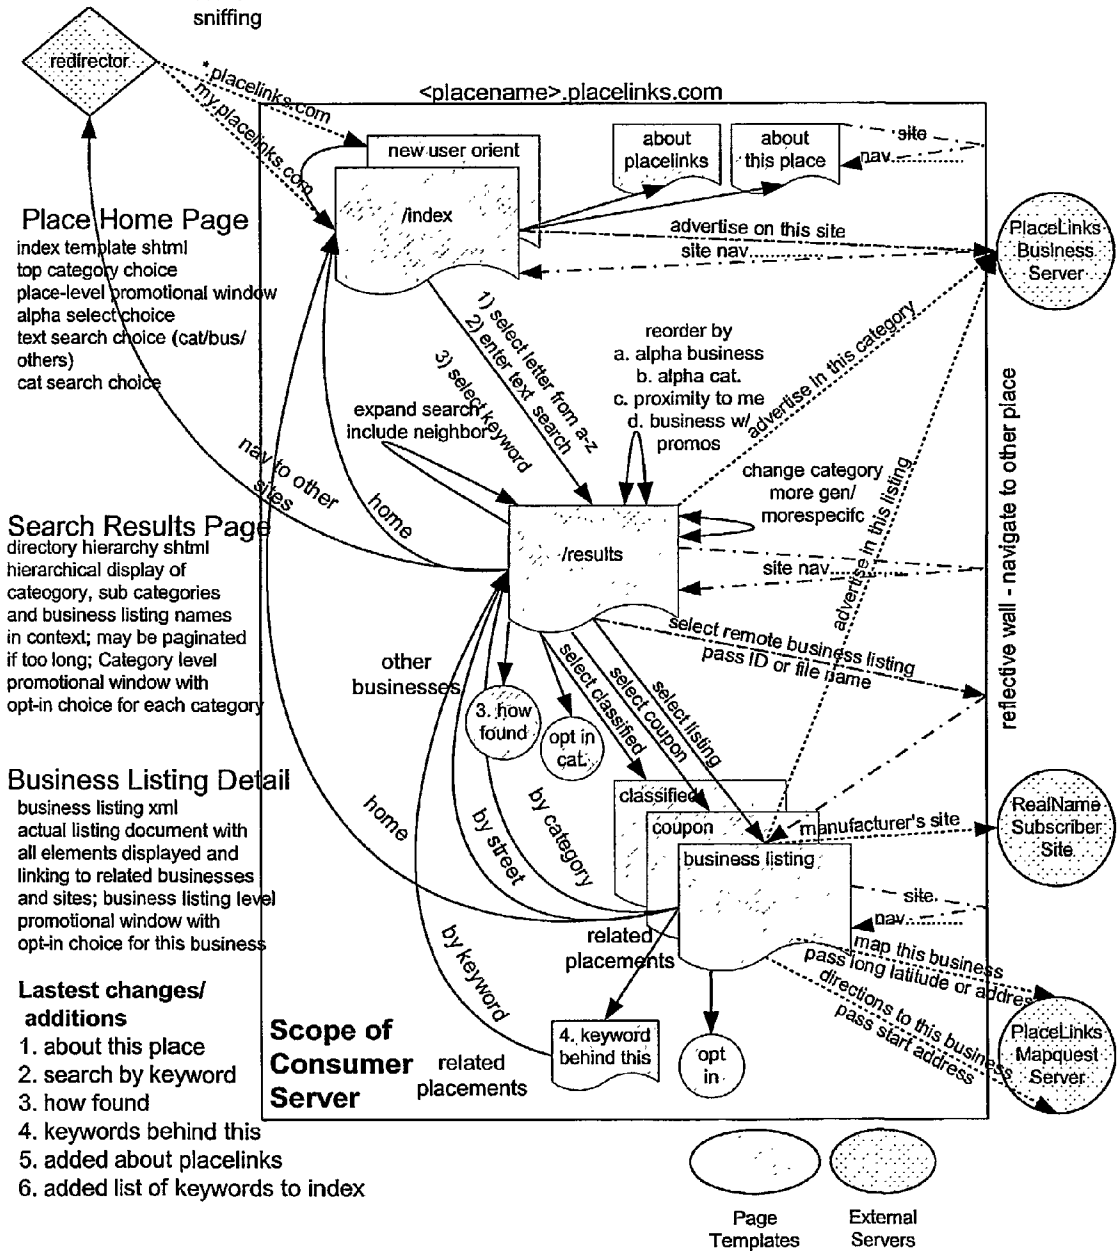 sniffing
redirector
*.placelinks.com
my.placelinks.com
<placename>.placelinks.com
new user orient
/index
about
placelinks
about
this place
site
nav
advertise on this site
site nav
PlaceLinks
Business
Server
Place Home Page
index template shtml
top category choice
place-level promotional window
alpha select choice
text search choice (cat/bus/
others)
cat search choice
1) select letter from a-z
2) enter text search
3) select keyword
reorder by
a. alpha business
b. alpha cat.
c. proximity to me
d. business w/
promos
expand search
include neighbor
advertise in this category
change category
more gen/
morespecifc
advertise in this listing
reflective wall - navigate to other place
nav to other
sites
home
Search Results Page
directory hierarchy shtml
hierarchical display of
cateogory, sub categories
and business listing names
in context; may be paginated
if too long; Category level
promotional window with
opt-in choice for each category
/results
site nav
select remote business listing
pass ID or file name
other
businesses
3. how
found
opt in
cat.
select classified
select coupon
select listing
Business Listing Detail
business listing xml
actual listing document with
all elements displayed and
linking to related businesses
and sites; business listing level
promotional window with
opt-in choice for this business
home
by street
by category
by keyword
classified
coupon
business listing
manufacturer's site
RealName
Subscriber
Site
site
nav
related
placements
map this business
pass long latitude or address
directions to this business
pass start address
PlaceLinks
Mapquest
Server
Lastest changes/
additions
1. about this place
2. search by keyword
3. how found
4. keywords behind this
5. added about placelinks
6. added list of keywords to index
Scope of
Consumer
Server
related
placements
4. keyword
behind this
opt
in
Page
Templates
External
Servers